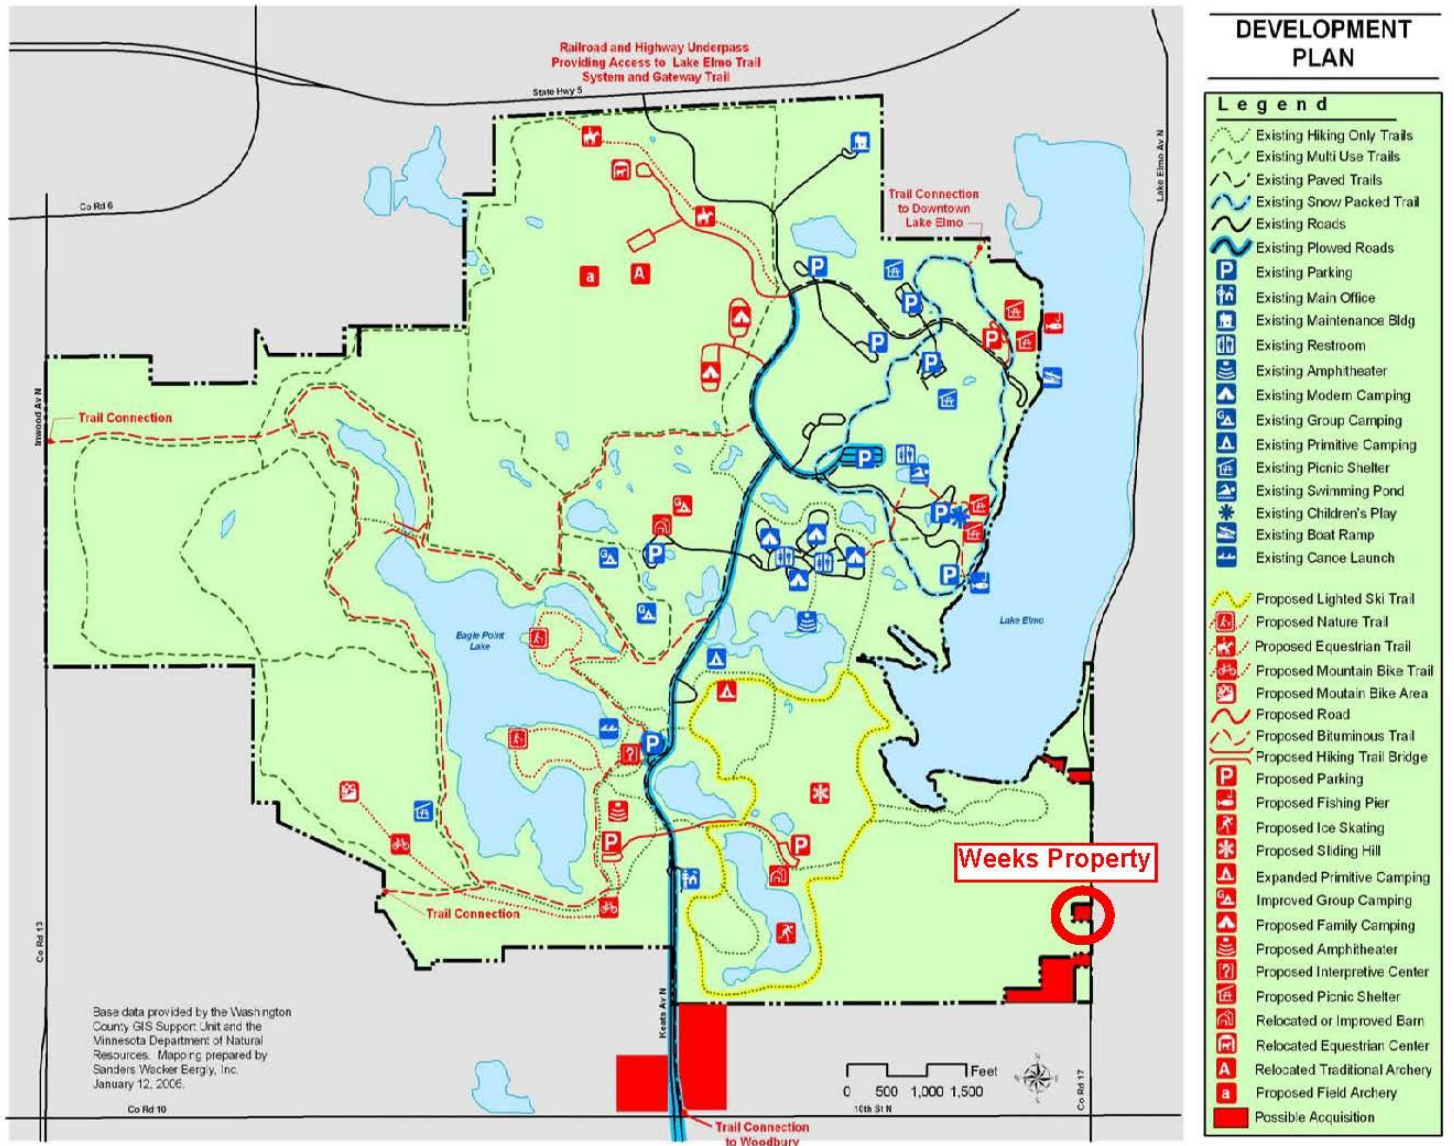 DEVELOPMENT
PLAN
Legend
Existing Hiking Only Trails
Existing Multi Use Trails
Existing Paved Trails
Existing Snow Packed Trail
Existing Roads
Existing Plowed Roads
P Existing Parking
Existing Main Office
Existing Maintenance Bldg
Existing Restroom
Existing Amphitheater
Existing Modern Camping
G Existing Group Camping
Existing Primitive Camping
Existing Picnic Shelter
Existing Swimming Pond
Existing Children's Play
Existing Boat Ramp
Existing Canoe Launch
Proposed Lighted Ski Trail
Proposed Nature Trail
Proposed Equestrian Trail
Proposed Mountain Bike Trail
Proposed Moutain Bike Area
Proposed Road
Proposed Bituminous Trail
Proposed Hiking Trail Bridge
P Proposed Parking
Proposed Fishing Pier
Proposed Ice Skating
Proposed Sliding Hill
Expanded Primitive Camping
G Improved Group Camping
Proposed Family Camping
Proposed Amphitheater
? Proposed Interpretive Center
Proposed Picnic Shelter
Relocated or Improved Barn
Relocated Equestrian Center
A Relocated Traditional Archery
a Proposed Field Archery
Possible Acquisition
Railroad and Highway Underpass
Providing Access to Lake Elmo Trail
System and Gateway Trail
State Hwy 5
Lake Elmo Av N
Co Rd 6
Trail Connection
to Downtown
Lake Elmo
a
A
P
P
P
P
P
Inwood Av N
Trail Connection
P
G
P
G
P
P
G
Eagle Point
Lake
Lake Elmo
P
?
P
P
Weeks Property
Trail Connection
Co Rd 13
Keats Av N
Base data provided by the Washington
County GIS Support Unit and the
Minnesota Department of Natural
Resources. Mapping prepared by
Sanders Wacker Bergly, Inc.
January 12, 2006.
Feet
0 500 1,000 1,500
N
Co Rd 17
Co Rd 10
10th St N
Trail Connection
to Woodbury